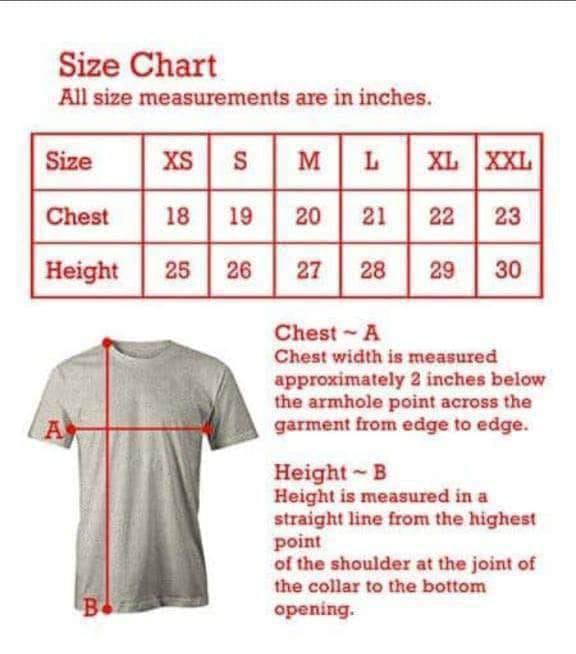 Size Chart
All size measurements are in inches.
Size XS S M L XL XXL
Chest 18 19 20 21 22 23
Height 25 26 27 28 29 30
Chest ~ A
Chest width is measured
approximately 2 inches below
the armhole point across the
garment from edge to edge.
A
Height ~ B
Height is measured in a
straight line from the highest
point
of the shoulder at the joint of
the collar to the bottom
opening.
B